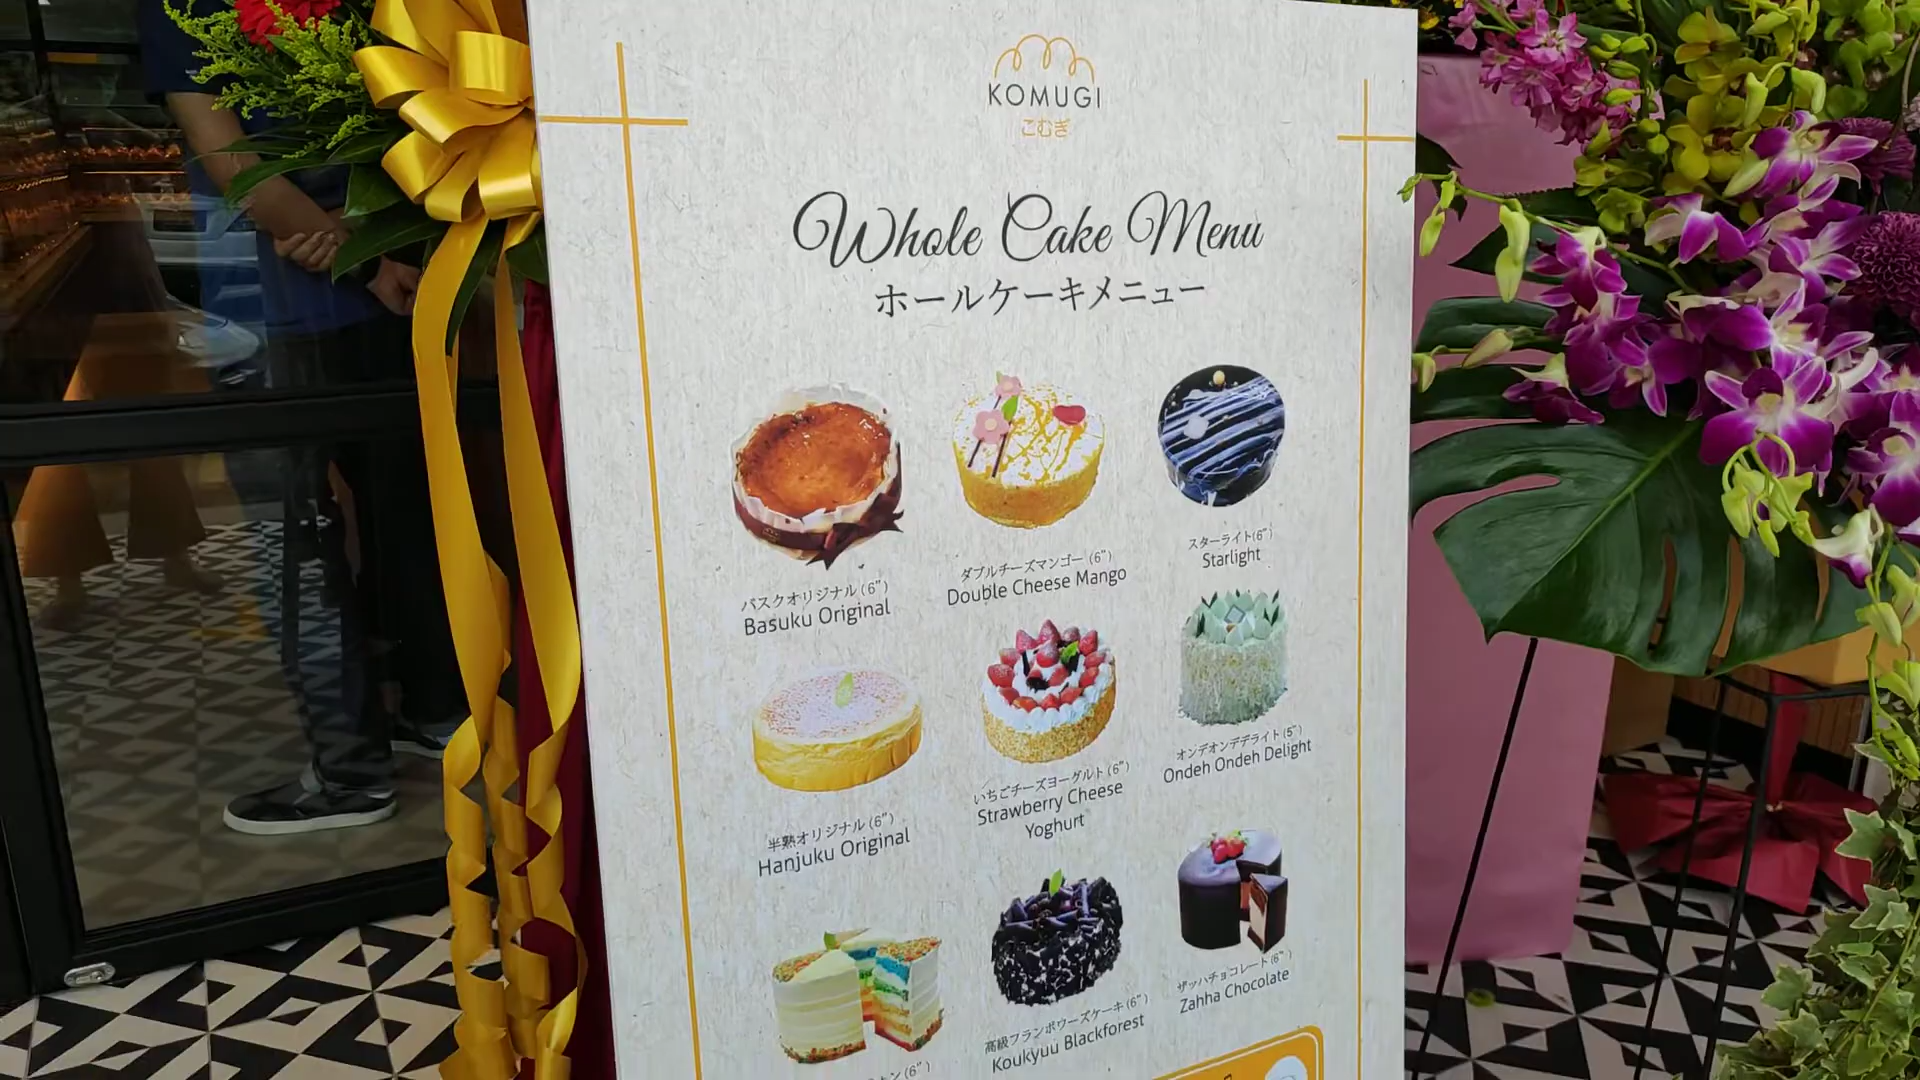 KOMUGI
こむぎ
Whole Cake Menu
ホールケーキメニュー
バスクオリジナル (6")
Basuku Original
ダブルチーズマンゴー (6")
Double Cheese Mango
スターライト(6")
Starlight
半熟オリジナル (6")
Hanjuku Original
いちごチーズヨーグルト (6")
Strawberry Cheese
Yoghurt
オンデオンデデライト (5")
Ondeh Ondeh Delight
(6")
高級フランボワーズケーキ (6")
Koukyuu Blackforest
ザッハチョコレート (6")
Zahha Chocolate